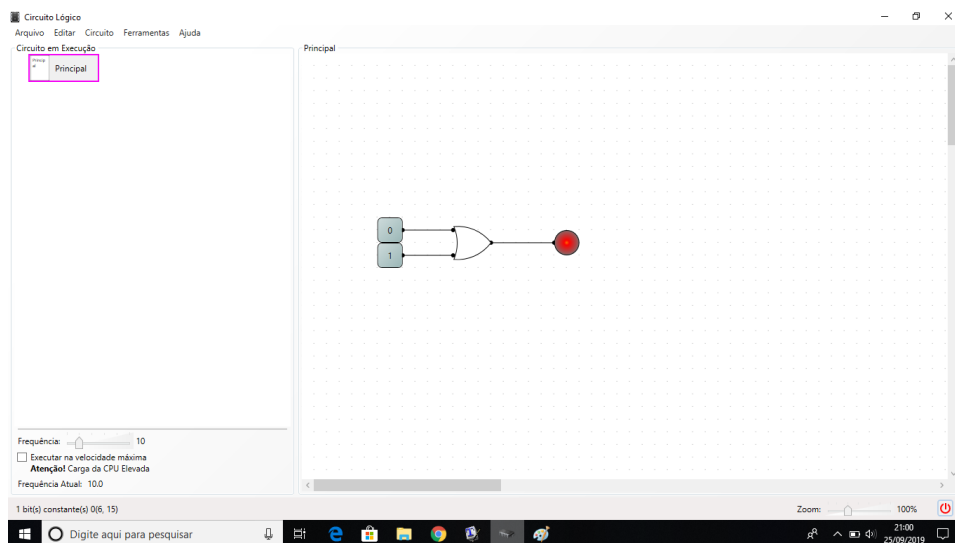 Circuito Lógico
Arquivo Editar Circuito Ferramentas Ajuda
Circuito em Execução
Princip
al
Principal
Principal
0
1
Frequência: 10
Executar na velocidade máxima
Atenção! Carga da CPU Elevada
Frequência Atual: 10.0
1 bit(s) constante(s) 0(6, 15)
Zoom: 100%
Digite aqui para pesquisar
21:00
25/09/2019